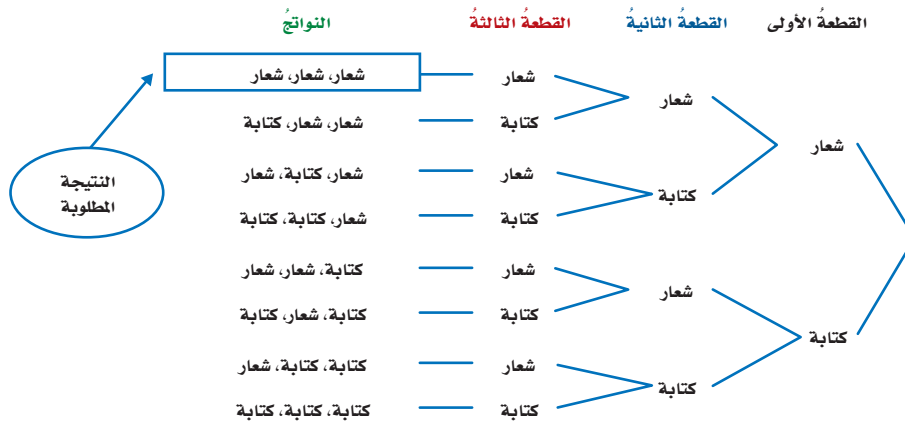 القطعةُ الأولى القطعةُ الثانيةُ القطعةُ الثالثةُ النواتجُ
شعار شعار، شعار، شعار
شعار
كتابة شعار، شعار، كتابة
شعار
شعار شعار، كتابة، شعار
كتابة
كتابة شعار، كتابة، كتابة
شعار كتابة، شعار، شعار
شعار
كتابة كتابة، شعار، كتابة
كتابة
شعار كتابة، كتابة، شعار
كتابة
كتابة كتابة، كتابة، كتابة
النتيجة
المطلوبة